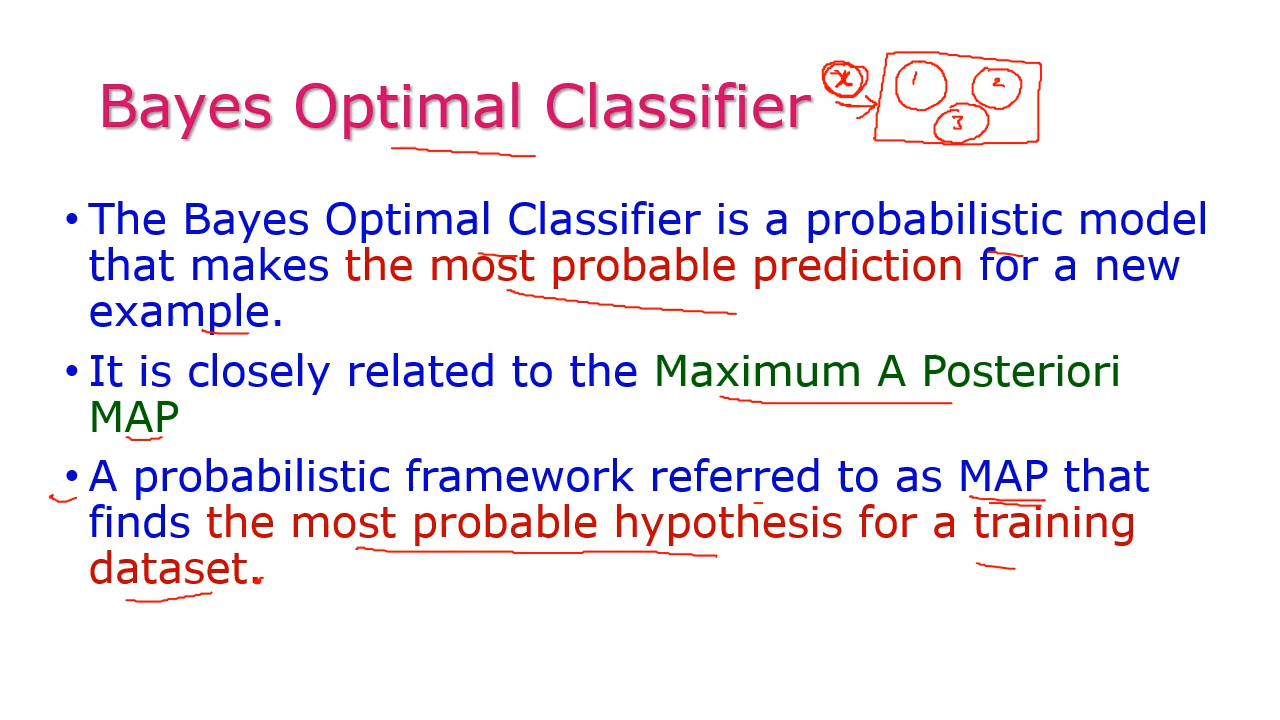 Bayes Optimal Classifier
x
1
2
3
• The Bayes Optimal Classifier is a probabilistic model
that makes the most probable prediction for a new
example.
• It is closely related to the Maximum A Posteriori
MAP
• A probabilistic framework referred to as MAP that
finds the most probable hypothesis for a training
dataset.